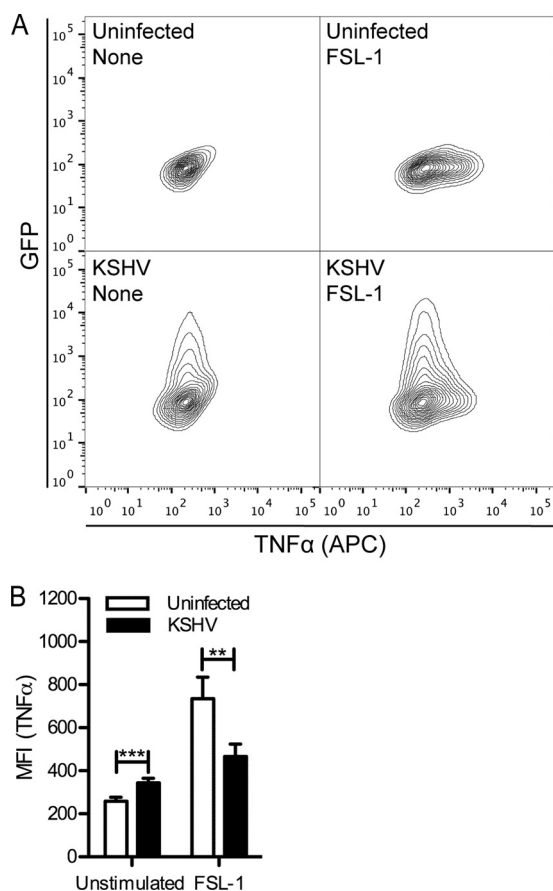 A
Uninfected
None
Uninfected
FSL-1
10^5
10^4
10^3
10^2
10^1
10^0
KSHV
None
KSHV
FSL-1
10^5
10^4
10^3
10^2
10^1
10^0
GFP
10^0 10^1 10^2 10^3 10^4 10^5 10^0 10^1 10^2 10^3 10^4 10^5
TNFα (APC)
B
Uninfected
KSHV
1200
1000
800
600
400
200
0
MFI (TNFα)
***
**
Unstimulated FSL-1